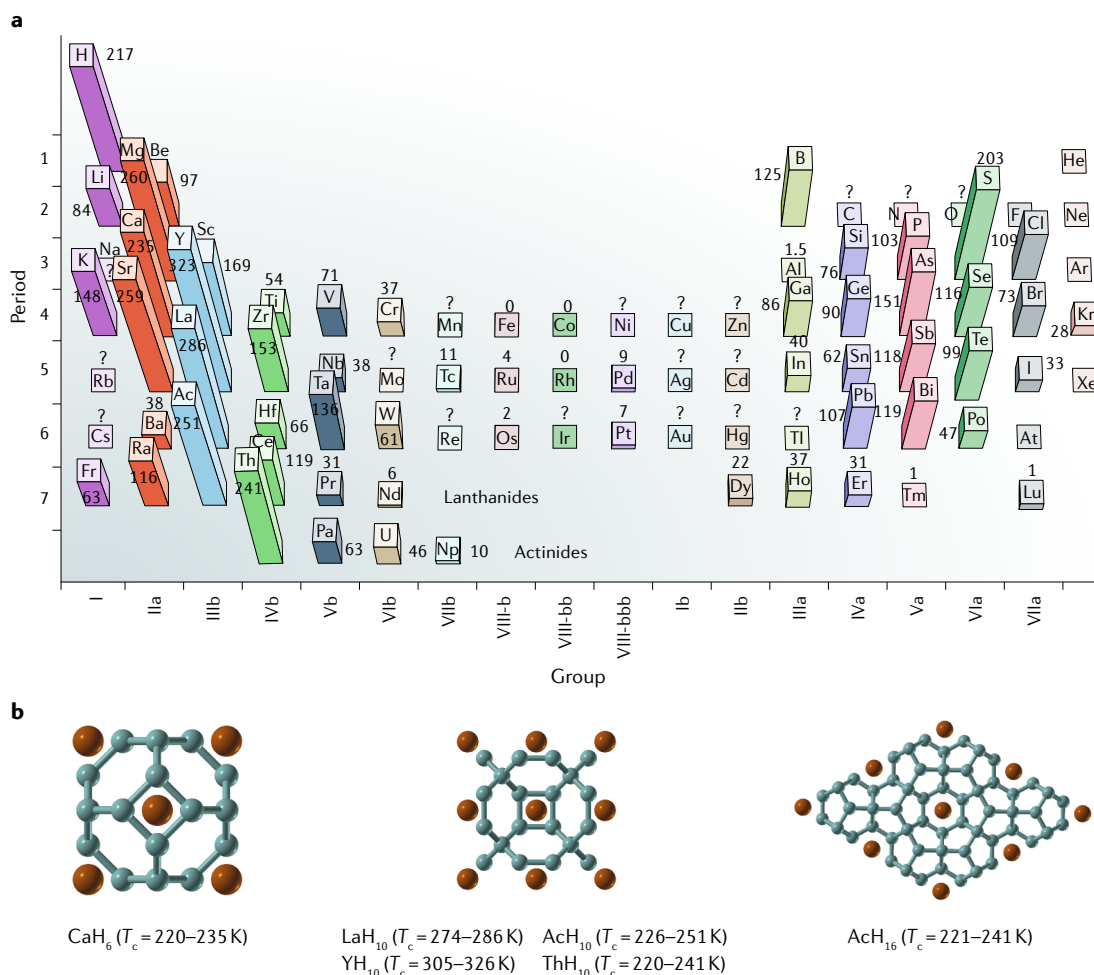 a
H 217
Mg Be
1 B 203 He
Li 260 97 125 S
84 ? ? ?
2 Ca Sc C N O F Ne
Y Si 103 P 109 Cl
235
K Na Sr 323 169 1.5 As
3 ? 54 71 76 Al Ar
148 259 37 Ga Ge 151 116 Se 73 Br
La Ti V Cr ? 0 0 ? ? ? 86 90 Kr
4 Zr Mn Fe Co Ni Cu Zn 28
286 153 40 Sb Te
? Nb 38 ? 11 4 0 9 ? ? In 62 Sn 118 99 I 33
5 Rb Ta Mo Tc Ru Rh Pd Ag Cd Xe
Ac 136 Pb Bi
38 Hf W ? 2 ? 7 ? ? ? 107 119 Po
6 Cs Ba 251 66 61 Re Os Ir Pt Au Hg Tl 47 At
? Ce
Ra Th 119 31 6 22 37 31 1 1
Fr 116 241 Ho Er
7 63 Pr Nd Lanthanides Dy Tm Lu
Pa 63 U 46 Np 10 Actinides
Period
I IIa IIIb IVb Vb VIb VIIb VIII-b VIII-bb VIII-bbb Ib IIb IIIa IVa Va VIa VIIa
Group
b
CaH₆ (T_c = 220–235 K)
LaH₁₀ (T_c = 274–286 K) AcH₁₀ (T_c = 226–251 K)
YH₁₀ (T_c = 305–326 K) ThH₁₀ (T_c = 220–241 K)
AcH₁₆ (T_c = 221–241 K)